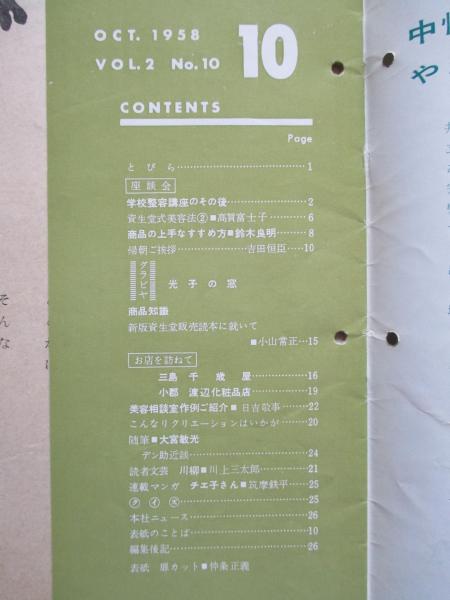 OCT. 1958
VOL.2 No.10
10
CONTENTS
Page
とびら……1
座談会
学校整容講座のその後……2
資生堂式美容法②■高賀富士子……6
商品の上手なすすめ方■鈴木良明……8
帰朝ご挨拶……吉田恒臣……10
グラビヤ 光子の窓
商品知識
新版資生堂販売読本に就いて
■小山常正…15
お店を訪ねて
三島 千歳屋……16
小郡 渡辺化粧品店……19
美容相談室作例ご紹介■日吉敬事……22
こんなリクリエーションはいかが……20
随筆■大宮敏光
デン助近談……24
読者文芸 川柳■川上三太郎……21
連載マンガ チエ子さん■筑摩鉄平……25
クイズ……25
本社ニュース……26
表紙のことば……10
編集後記……26
表紙 扉カット■仲条正義
中
や
そ
ん
な